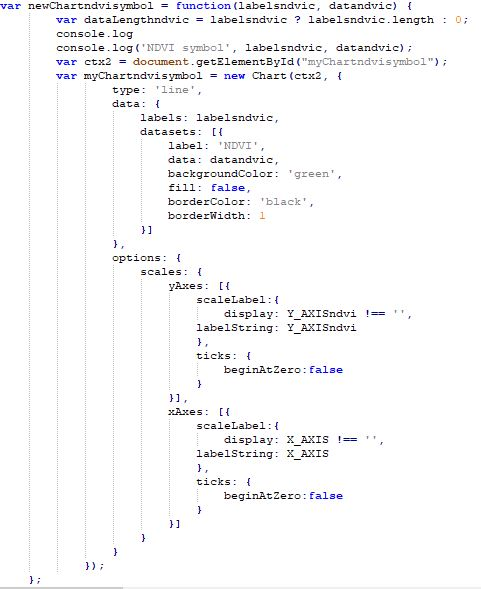 var newChartndvisymbol = function(labelsndvic, datandvic) {
var dataLengthndvic = labelsndvic ? labelsndvic.length : 0;
console.log
console.log('NDVI symbol', labelsndvic, datandvic);
var ctx2 = document.getElementById("myChartndvisymbol");
var myChartndvisymbol = new Chart(ctx2, {
type: 'line',
data: {
labels: labelsndvic,
datasets: [{
label: 'NDVI',
data: datandvic,
backgroundColor: 'green',
fill: false,
borderColor: 'black',
borderWidth: 1
}]
},
options: {
scales: {
yAxes: [{
scaleLabel:{
display: Y_AXISndvi !== '',
labelString: Y_AXISndvi
},
ticks: {
beginAtZero:false
}
}],
xAxes: [{
scaleLabel:{
display: X_AXIS !== '',
labelString: X_AXIS
},
ticks: {
beginAtZero:false
}
}]
}
}
});
};